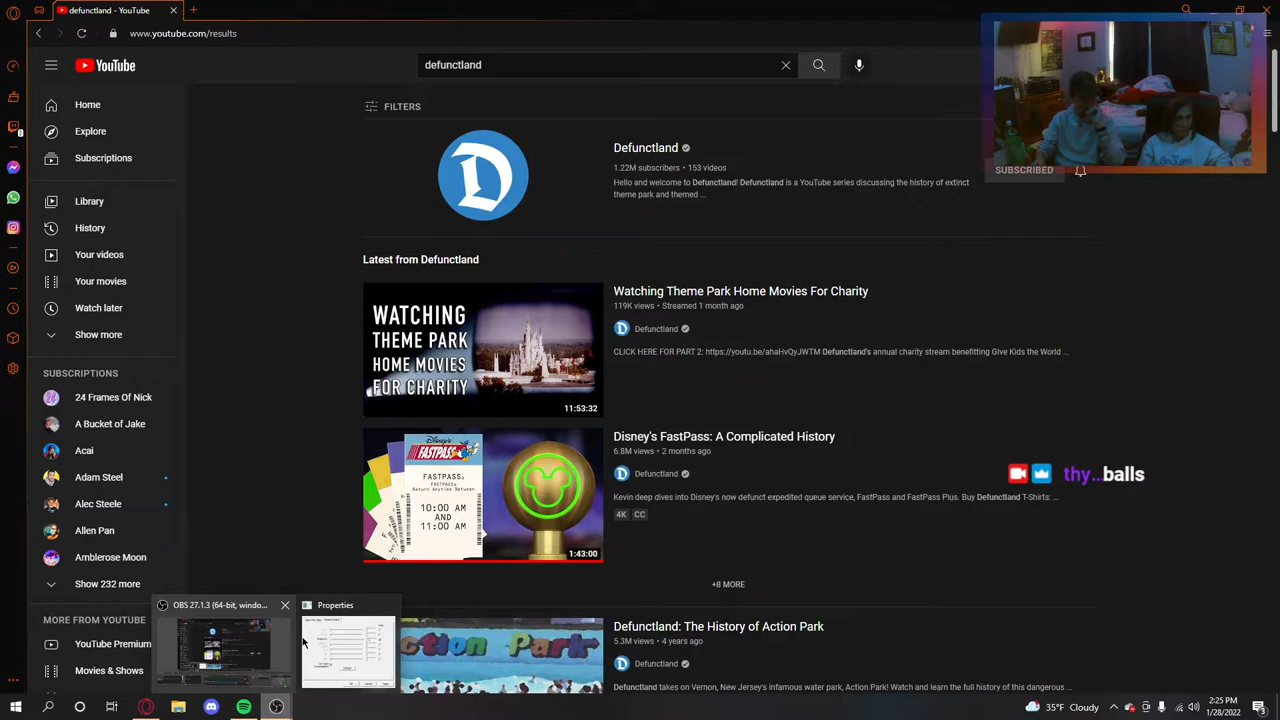 defunctland - YouTube
www.youtube.com/results
YouTube
defunctland
Home
Explore
Subscriptions
Library
History
Your videos
Your movies
Watch later
Show more
SUBSCRIPTIONS
24 Frames Of Nick
A Bucket of Jake
Acai
Adam Steel
Alex Steele
Allen Pan
Amblerose Moon
Show 232 more
MORE FROM YOUTUBE
Premium
FILTERS
D
Defunctland
1.22M subscribers • 153 videos
Hello and welcome to Defunctland! Defunctland is a YouTube series discussing the history of extinct
theme park and themed ...
SUBSCRIBED
Latest from Defunctland
WATCHING
THEME PARK
HOME MOVIES
FOR CHARITY
11:53:32
Watching Theme Park Home Movies For Charity
119K views • Streamed 1 month ago
Defunctland
CLICK HERE FOR PART 2: https://youtu.be/ahaHvQyJWTM Defunctland's annual charity stream benefitting Give Kids the World ...
Disney's
FASTPASS
FASTPASS
Return Anytime Between
10:00 AM
AND
11:00 AM
1:43:00
Disney's FastPass: A Complicated History
6.8M views • 2 months ago
Defunctland
Kevin deep dives into Disney's now defunct expedited queue service, FastPass and FastPass Plus. Buy Defunctland T-Shirts: ...
4K CC
thy...balls
+8 MORE
Defunctland: The History of Action Park
views • 4 years ago
Defunctland
Defunctland takes on Vernon, New Jersey's infamous water park, Action Park! Watch and learn the full history of this dangerous ...
OBS 27.1.3 (64-bit, windo...
Properties
35°F Cloudy
2:25 PM
1/28/2022